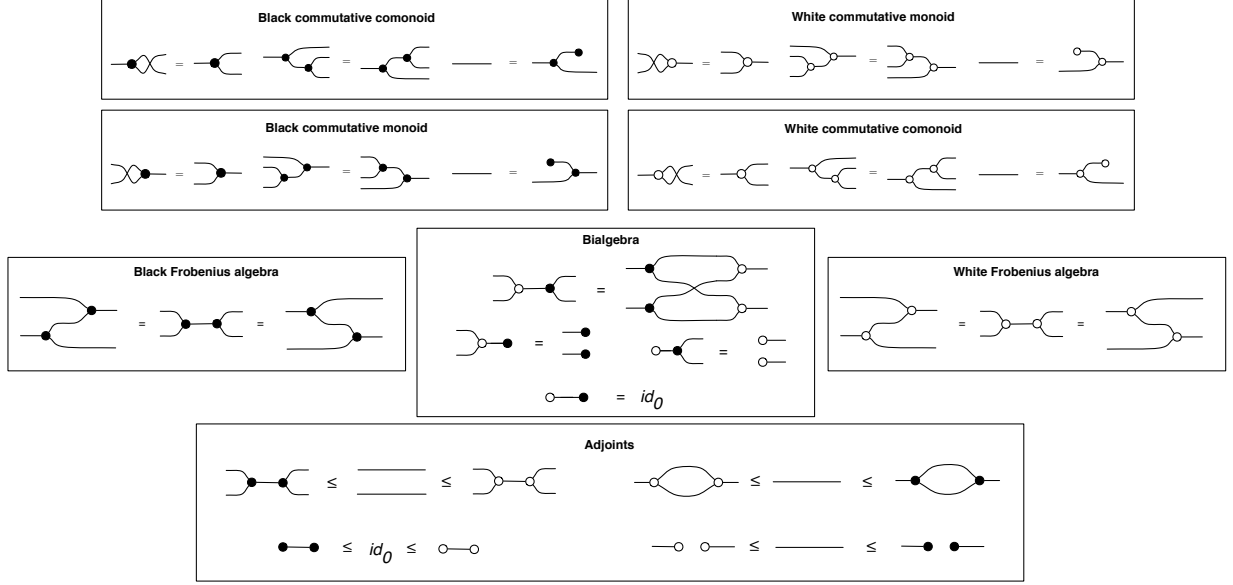 Black commutative comonoid
White commutative monoid
= = =
= = =
Black commutative monoid
White commutative comonoid
= = =
= = =
Bialgebra
=
= =
= id0
Black Frobenius algebra
= =
White Frobenius algebra
= =
Adjoints
≤ ≤ ≤ ≤
≤ id0 ≤ ≤ ≤